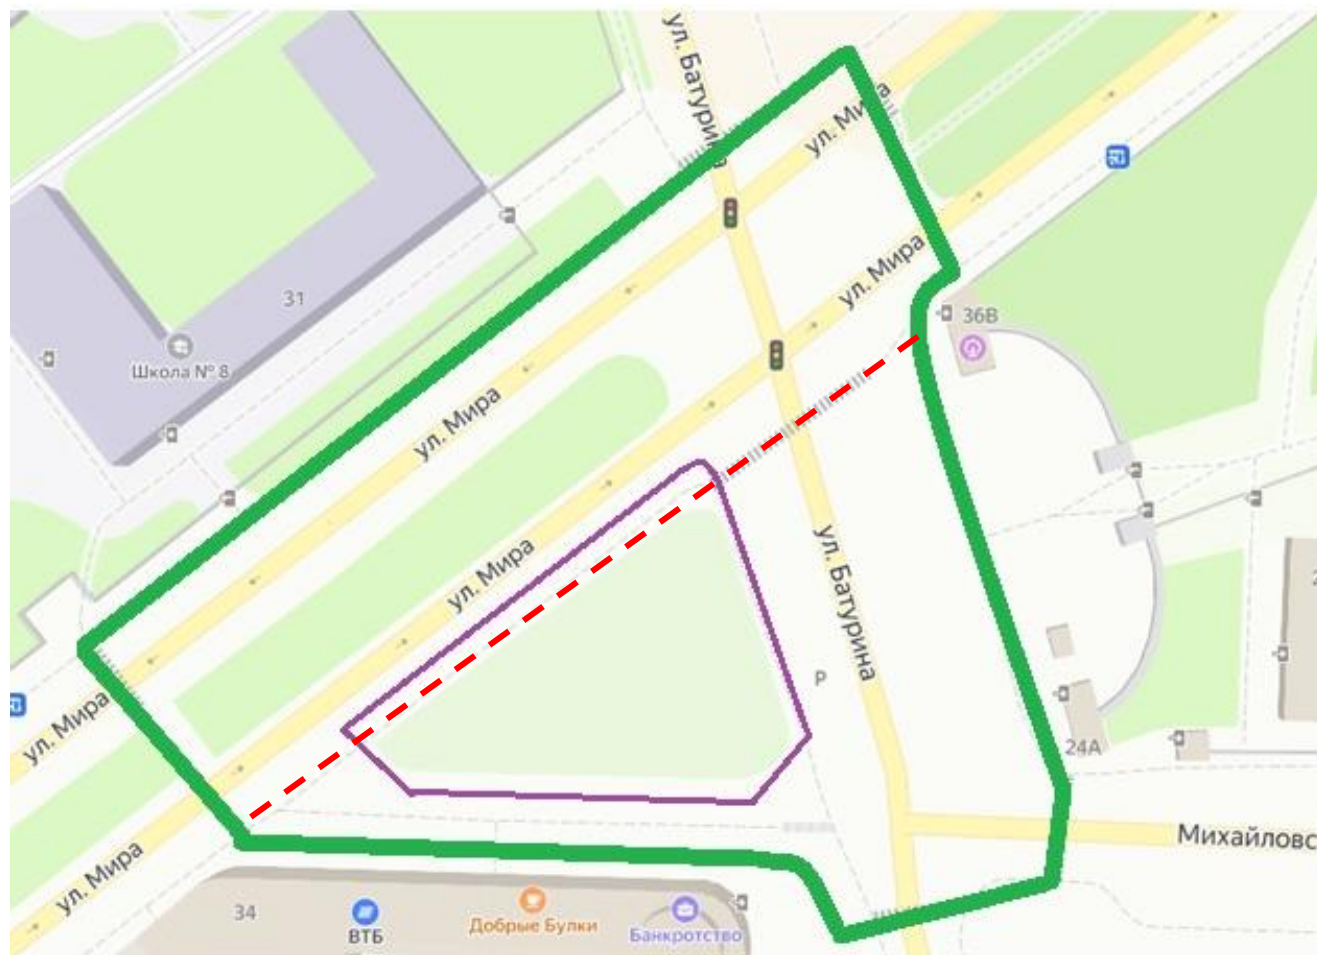 ул. Батурина
ул. Мира
ул. Мира
31
Школа № 8
36В
ул. Мира
ул. Мира
ул. Батурина
Р
ул. Мира
24А
Михайловс
ул. Мира
34
ВТБ
Добрые Булки
Банкротство